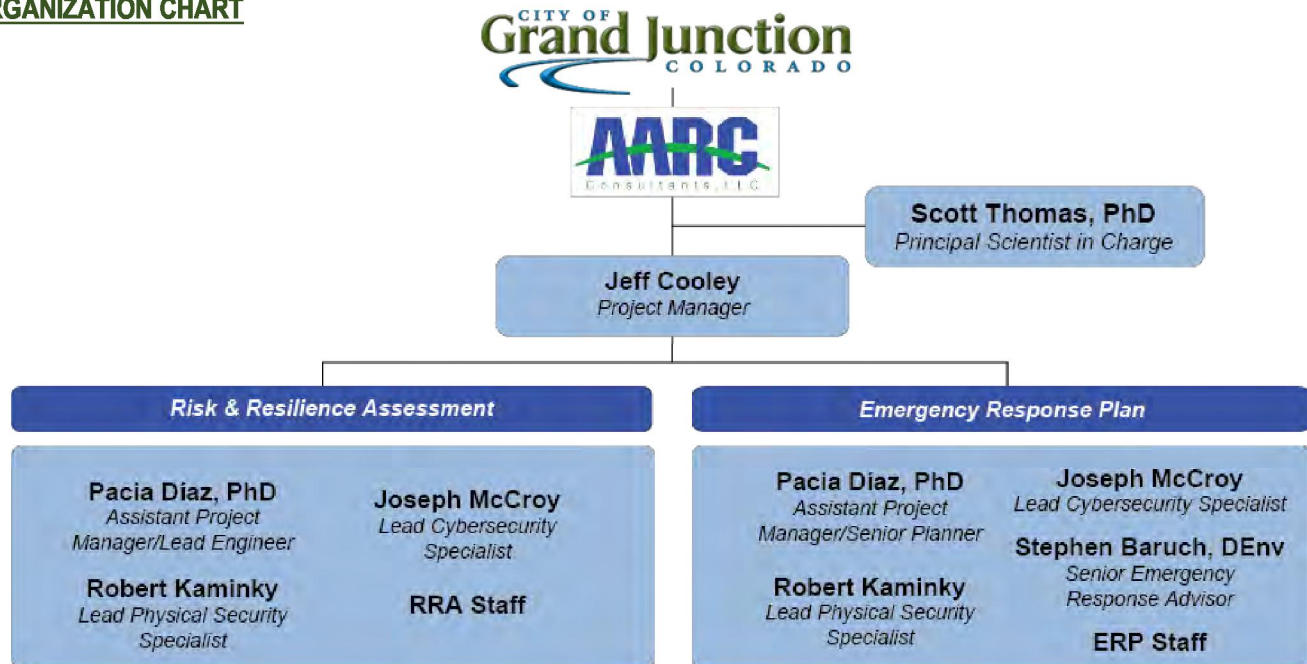 RGANIZATION CHART
CITY OF
Grand Junction
COLORADO
AARC
Consultants, LLC
Scott Thomas, PhD
Principal Scientist in Charge
Jeff Cooley
Project Manager
Risk & Resilience Assessment
Pacia Díaz, PhD
Assistant Project
Manager/Lead Engineer
Robert Kaminky
Lead Physical Security
Specialist
Joseph McCroy
Lead Cybersecurity
Specialist
RRA Staff
Emergency Response Plan
Pacia Díaz, PhD
Assistant Project
Manager/Senior Planner
Robert Kaminky
Lead Physical Security
Specialist
Joseph McCroy
Lead Cybersecurity Specialist
Stephen Baruch, DEnv
Senior Emergency
Response Advisor
ERP Staff